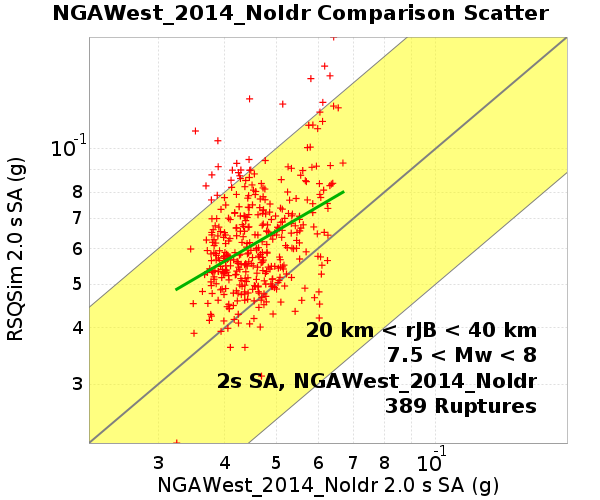 NGAWest_2014_NoIdr Comparison Scatter
RSQSim 2.0 s SA (g)
10-1
8
7
6
5
4
3
20 km < rJB < 40 km
7.5 < Mw < 8
2s SA, NGAWest_2014_NoIdr
389 Ruptures
3 4 5 6 7 8 10-1
NGAWest_2014_NoIdr 2.0 s SA (g)